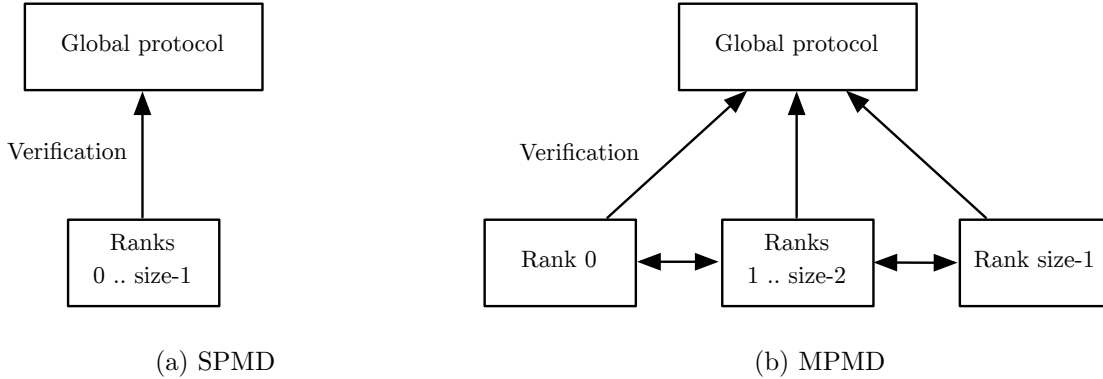 Global protocol
Verification
Ranks
0 .. size-1
(a) SPMD
Global protocol
Verification
Rank 0
Ranks
1 .. size-2
Rank size-1
(b) MPMD